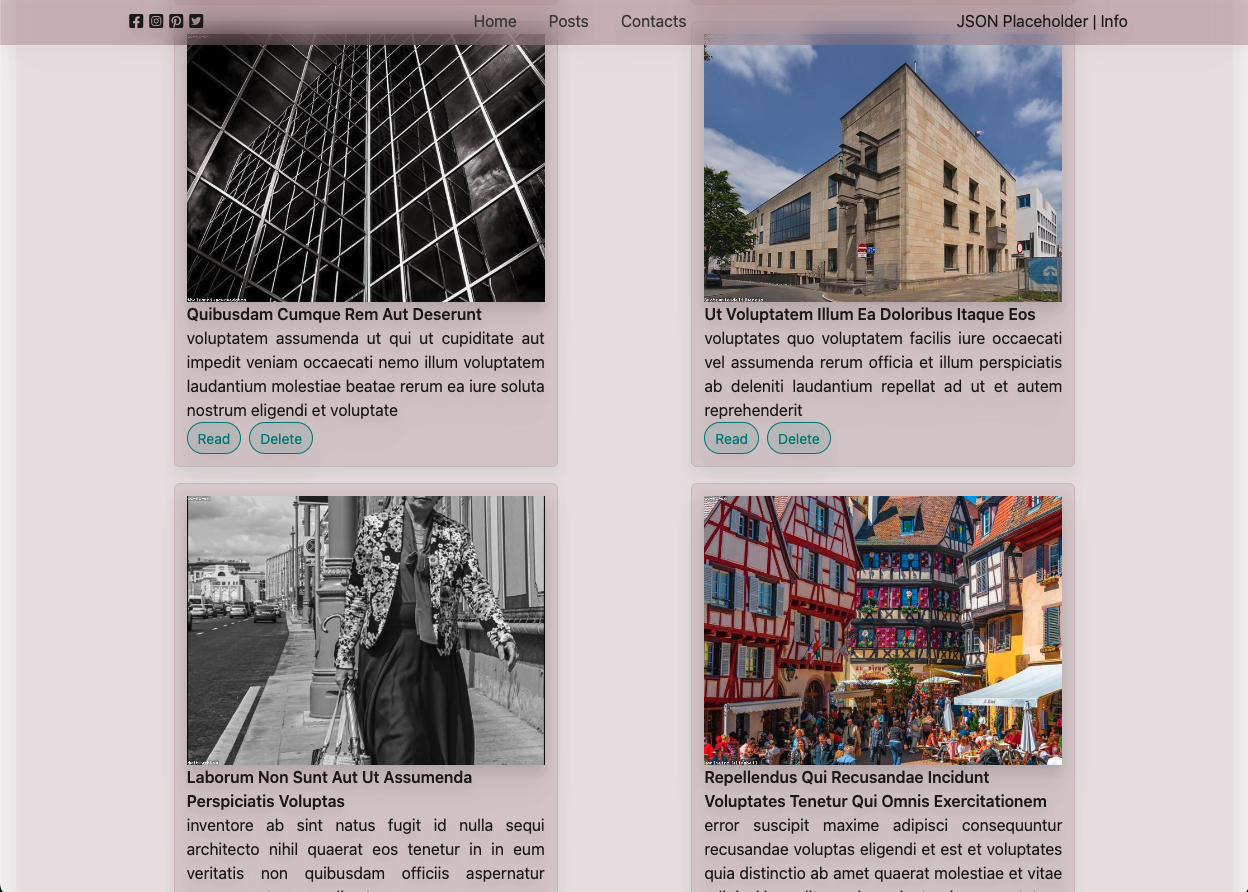 Home Posts Contacts JSON Placeholder | Info
Quibusdam Cumque Rem Aut Deserunt
voluptatem assumenda ut qui ut cupiditate aut
impedit veniam occaecati nemo illum voluptatem
laudantium molestiae beatae rerum ea iure soluta
nostrum eligendi et voluptate
Read Delete
Ut Voluptatem Illum Ea Doloribus Itaque Eos
voluptates quo voluptatem facilis iure occaecati
vel assumenda rerum officia et illum perspiciatis
ab deleniti laudantium repellat ad ut et autem
reprehenderit
Read Delete
Laborum Non Sunt Aut Ut Assumenda
Perspiciatis Voluptas
inventore ab sint natus fugit id nulla sequi
architecto nihil quaerat eos tenetur in in eum
veritatis non quibusdam officiis aspernatur
Repellendus Qui Recusandae Incidunt
Voluptates Tenetur Qui Omnis Exercitationem
error suscipit maxime adipisci consequuntur
recusandae voluptas eligendi et est et voluptates
quia distinctio ab amet quaerat molestiae et vitae